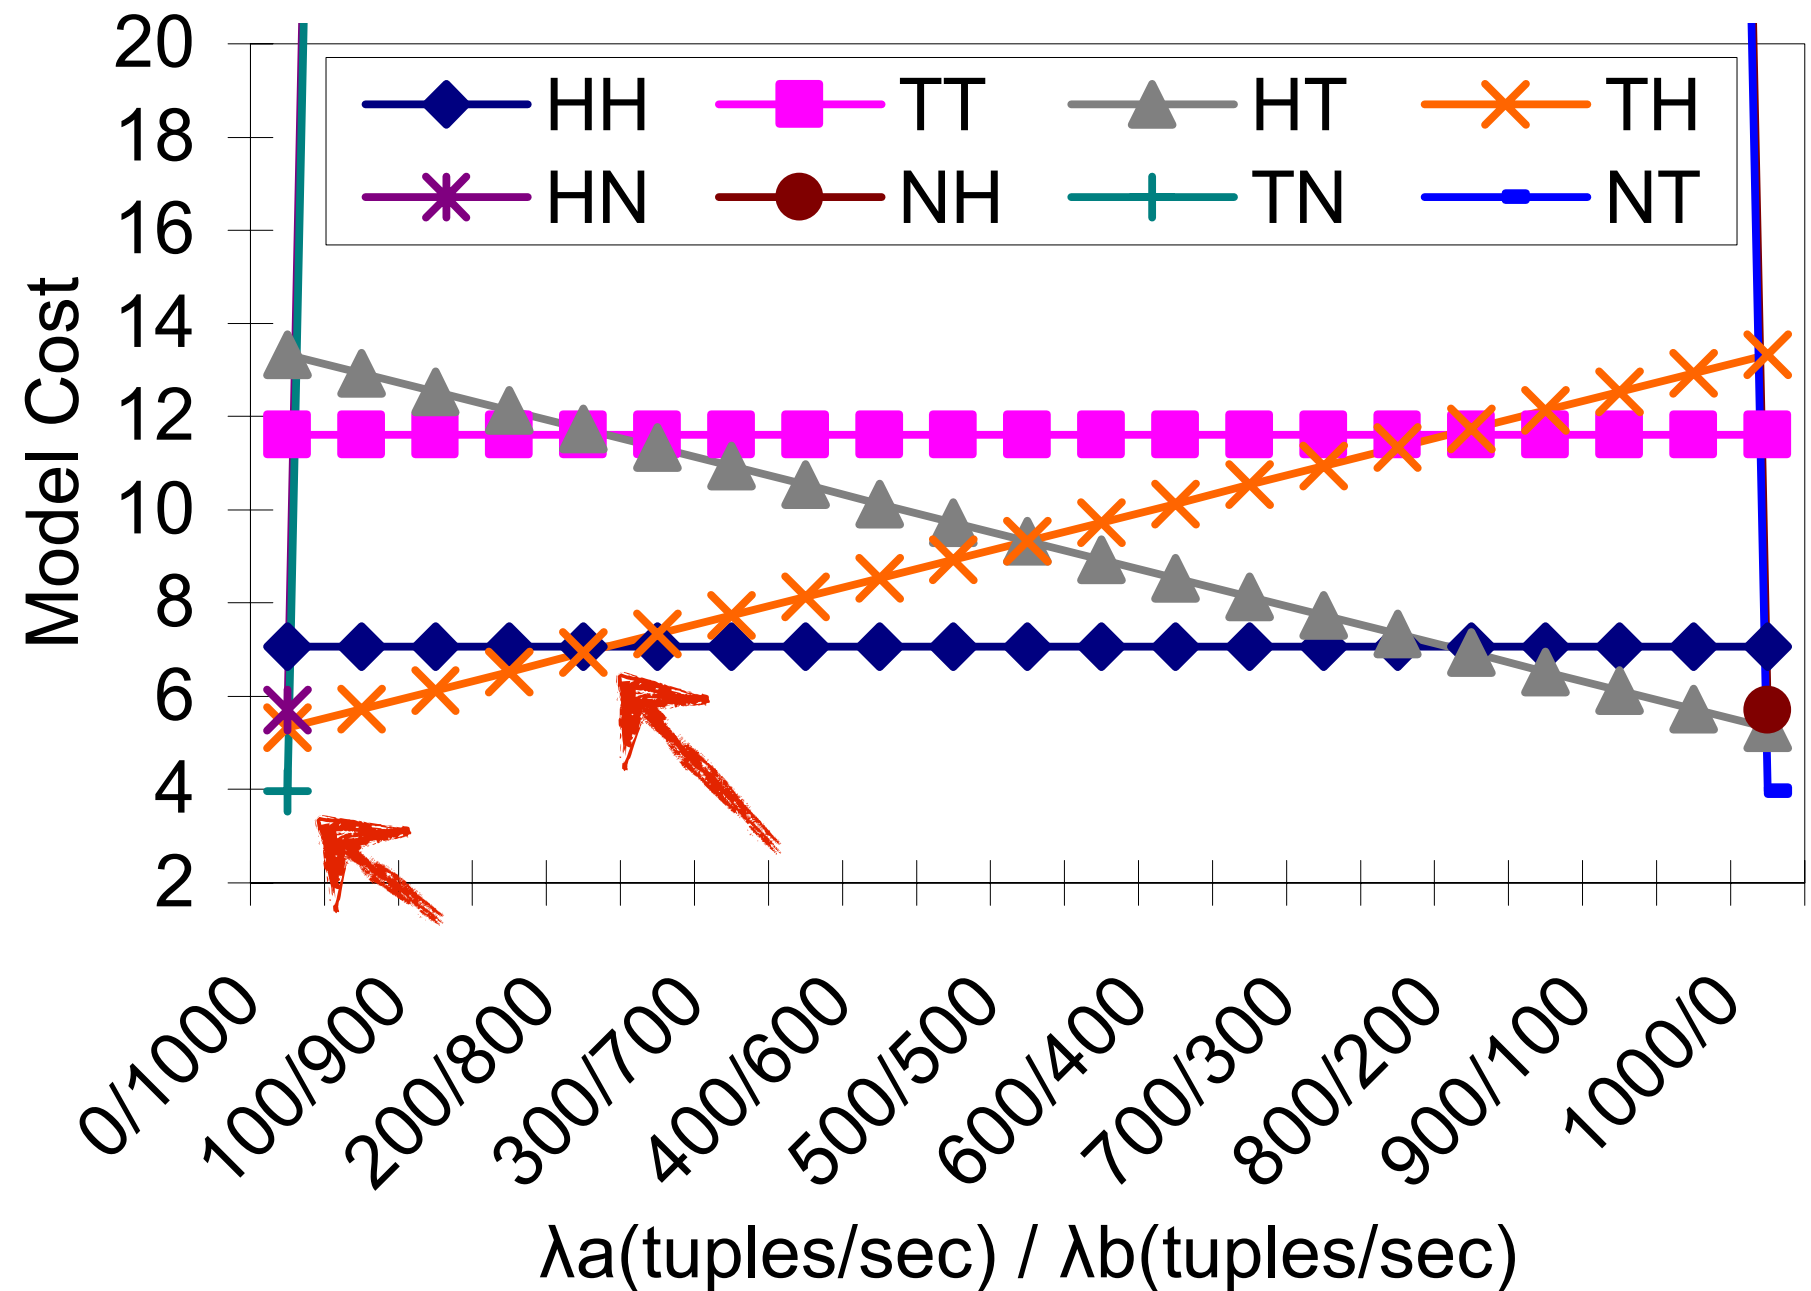 20
18
16
14
12
10
8
6
4
2
Model Cost
HH TT HT TH
HN NH TN NT
0/1000 100/900 200/800 300/700 400/600 500/500 600/400 700/300 800/200 900/100 1000/0
λa(tuples/sec) / λb(tuples/sec)